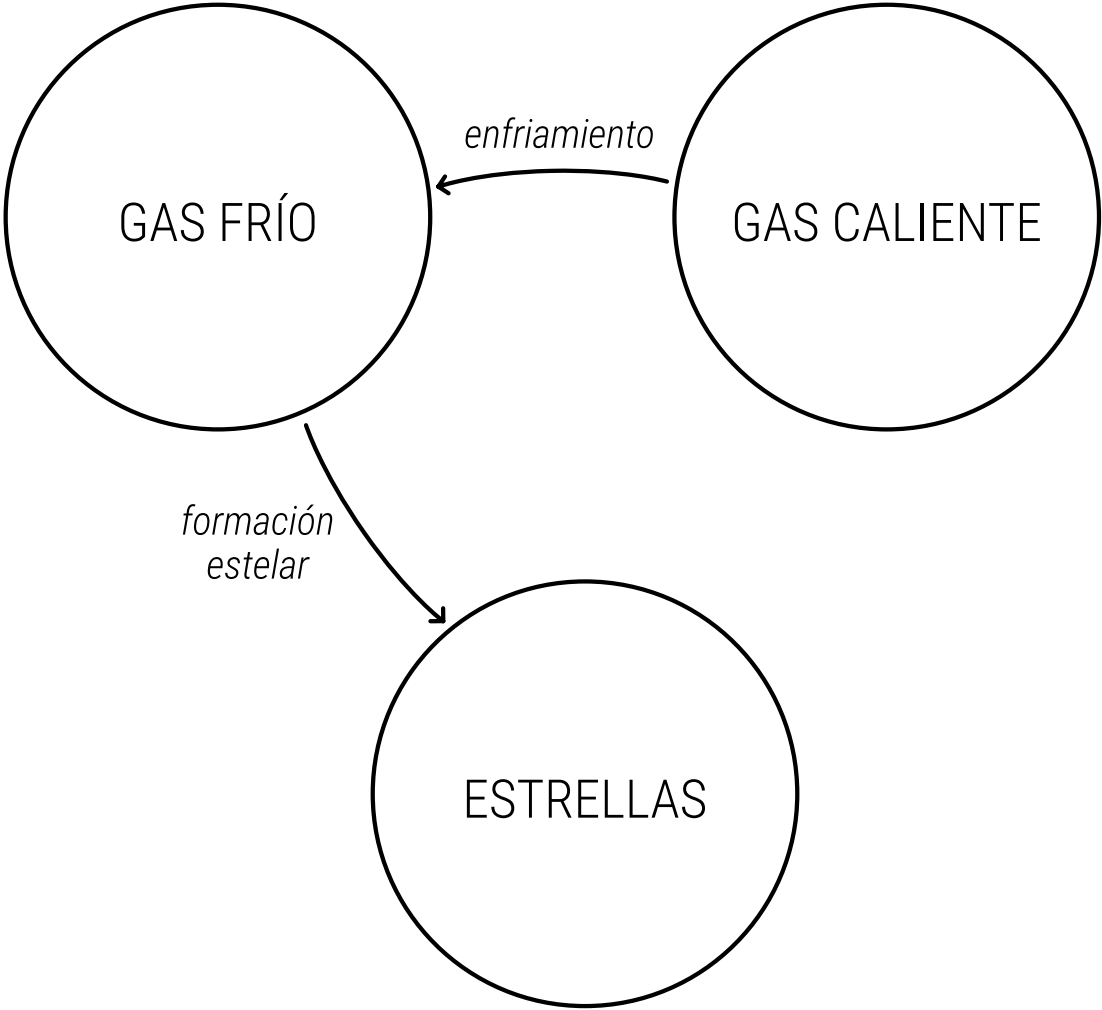 enfriamiento
GAS FRÍO
GAS CALIENTE
formación
estelar
ESTRELLAS